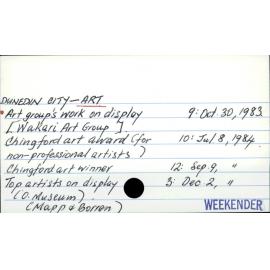 DUNEDIN CITY - ART
* Art group's work on display 9: Oct 30, 1983.
[Wakari Art Group]
Chingford art award (for 10: Jul 8, 1984
non-professional artists)
Chingford art winner 12: Sep 9, "
Top artists on display 3: Dec 2, "
(O. Museum)
(Mapp & Borren)
WEEKENDER